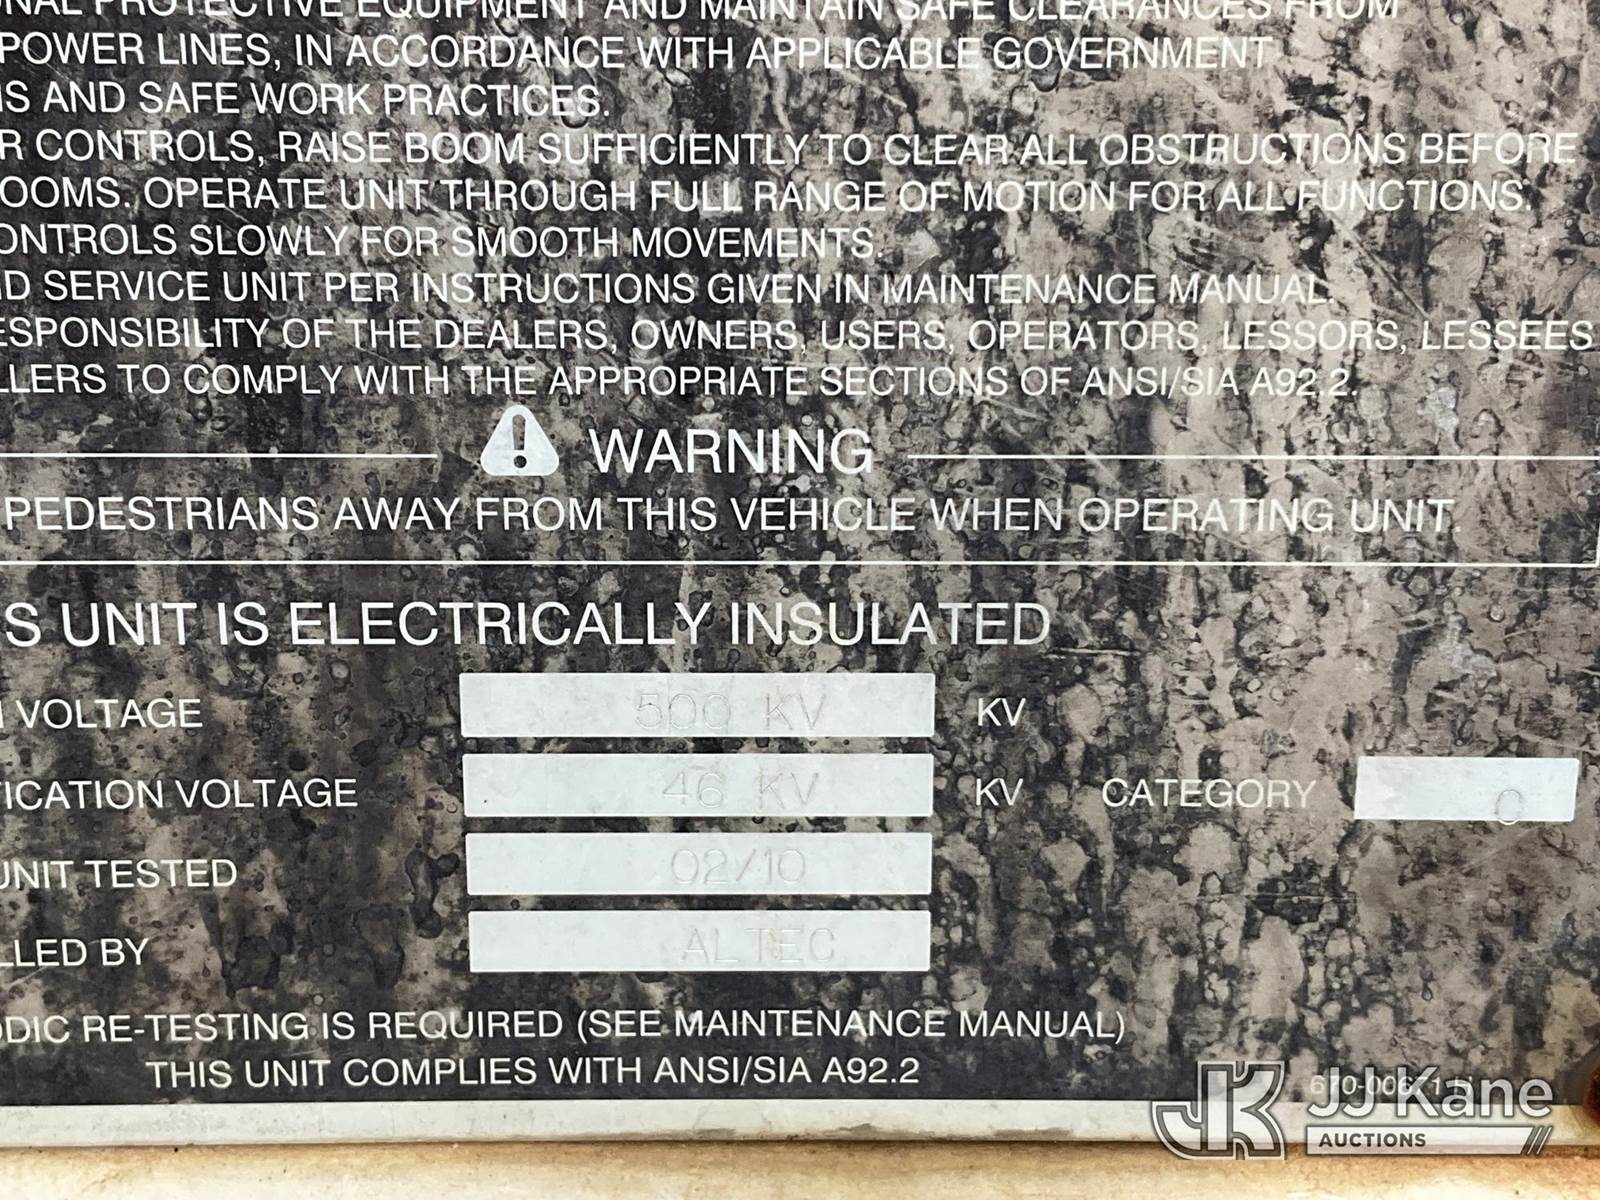 ONAL PROTECTIVE EQUIPMENT AND MAINTAIN SAFE CLEARANCES FROM
POWER LINES, IN ACCORDANCE WITH APPLICABLE GOVERNMENT
NS AND SAFE WORK PRACTICES.
R CONTROLS, RAISE BOOM SUFFICIENTLY TO CLEAR ALL OBSTRUCTIONS BEFORE
OOMS. OPERATE UNIT THROUGH FULL RANGE OF MOTION FOR ALL FUNCTIONS.
ONTROLS SLOWLY FOR SMOOTH MOVEMENTS.
ND SERVICE UNIT PER INSTRUCTIONS GIVEN IN MAINTENANCE MANUAL.
ESPONSIBILITY OF THE DEALERS, OWNERS, USERS, OPERATORS, LESSORS, LESSEES
LLERS TO COMPLY WITH THE APPROPRIATE SECTIONS OF ANSI/SIA A92.2.
WARNING
PEDESTRIANS AWAY FROM THIS VEHICLE WHEN OPERATING UNIT.
S UNIT IS ELECTRICALLY INSULATED
N VOLTAGE 500 KV KV
ICATION VOLTAGE 46 KV KV CATEGORY C
UNIT TESTED 02/10
LLED BY ALTEC
ODIC RE-TESTING IS REQUIRED (SEE MAINTENANCE MANUAL)
THIS UNIT COMPLIES WITH ANSI/SIA A92.2
JK JJ Kane
AUCTIONS